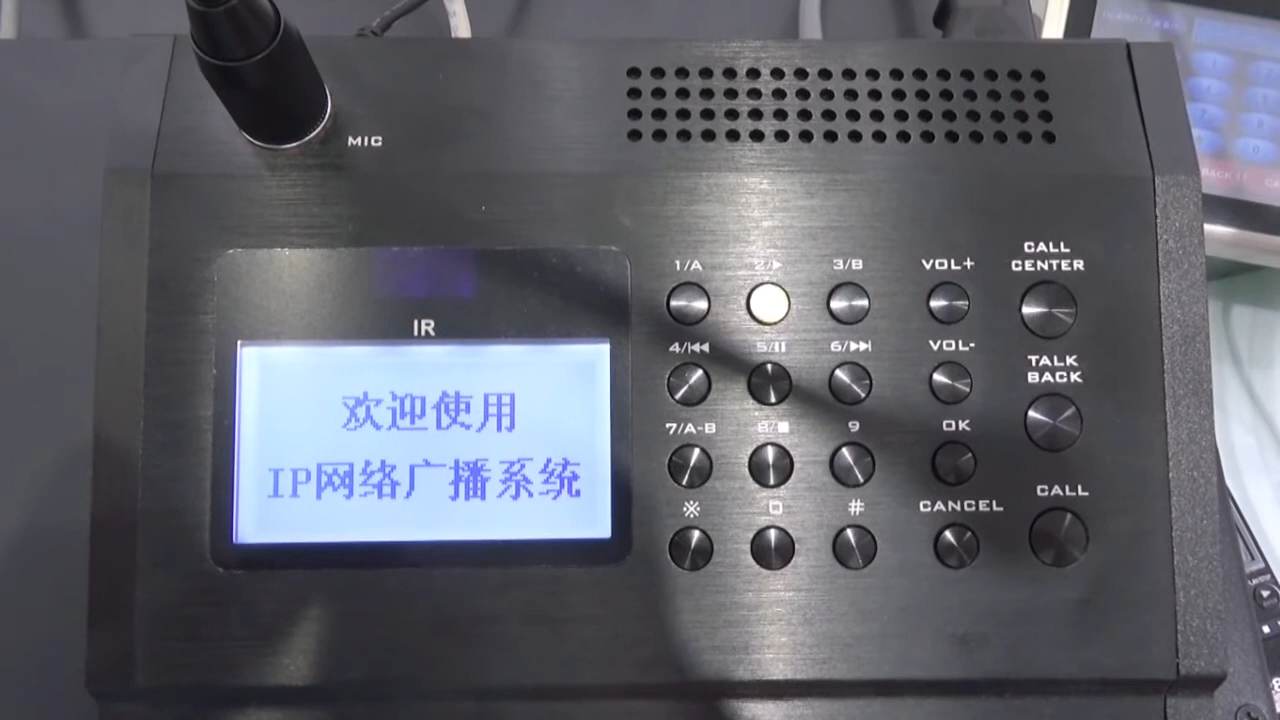 MIC
IR
欢迎使用
IP网络广播系统
1/A 2/▶ 3/B VOL+ CALL CENTER
4/⏮ 5/⏸ 6/⏭ VOL- TALK BACK
7/A-B 8/■ 9 OK CALL
※ 0 # CANCEL
BACK